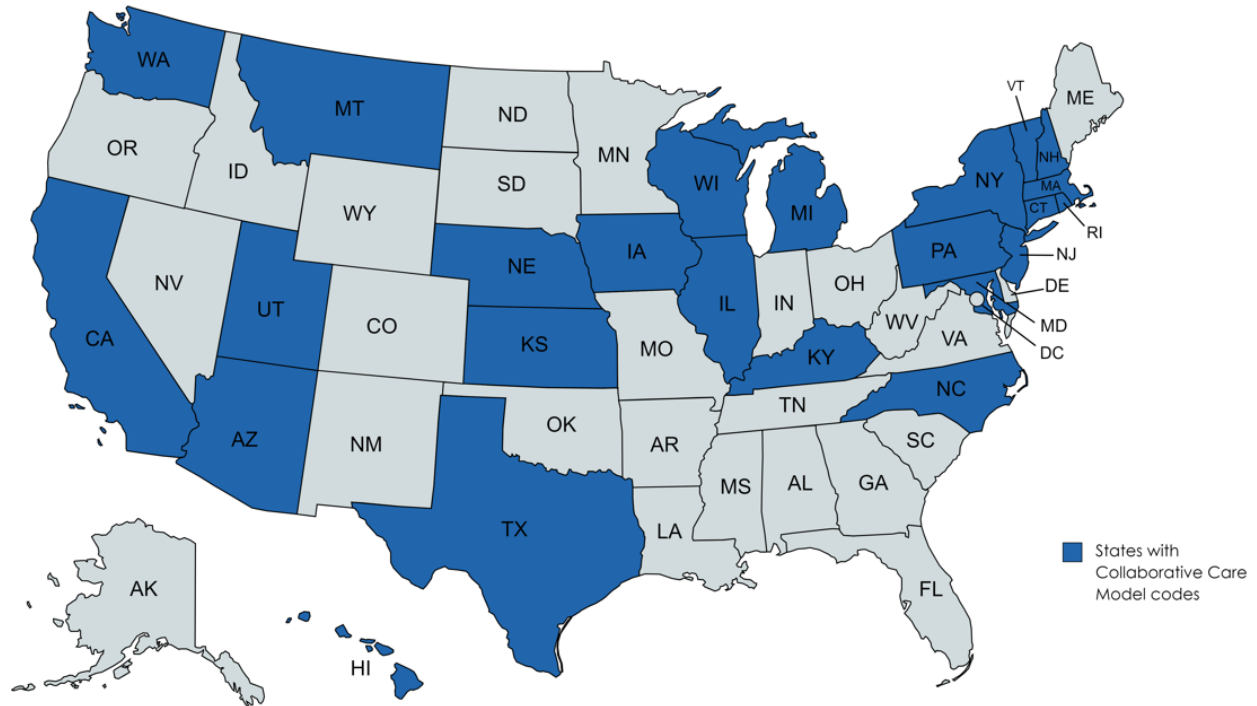 WA
MT
ND
MN
VT
ME
OR
ID
SD
WI
NY
NH
WY
MI
MA
CT
RI
NV
NE
IA
PA
NJ
UT
CO
IL
IN
OH
DE
CA
KS
MO
WV
VA
MD
KY
DC
AZ
NM
OK
TN
NC
AR
SC
MS
AL
GA
TX
LA
States with
Collaborative Care
Model codes
FL
AK
HI